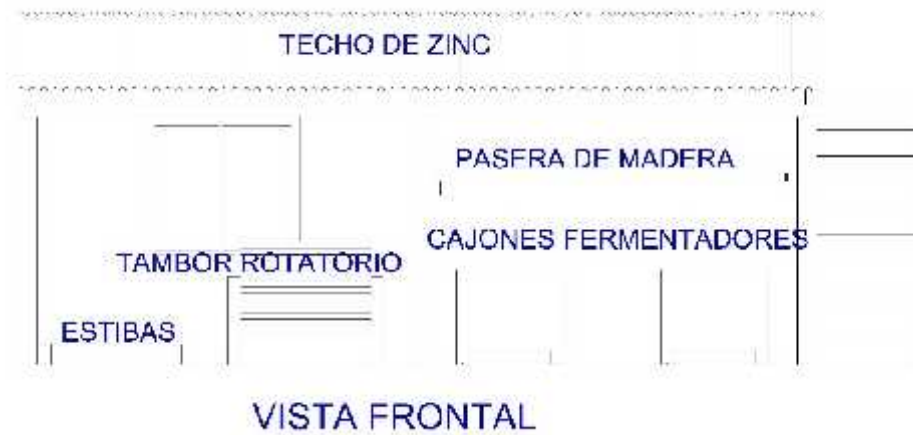 TECHO DE ZINC
PASERA DE MADERA
CAJONES FERMENTADORES
TAMBOR ROTATORIO
ESTIBAS
VISTA FRONTAL